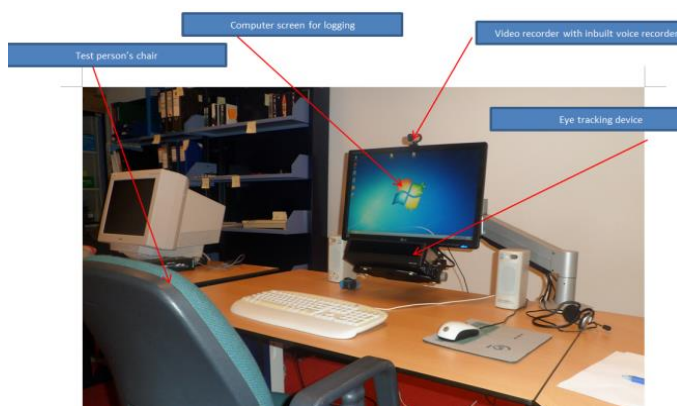 Computer screen for logging
Video recorder with inbuilt voice recorder
Test person's chair
Eye tracking device